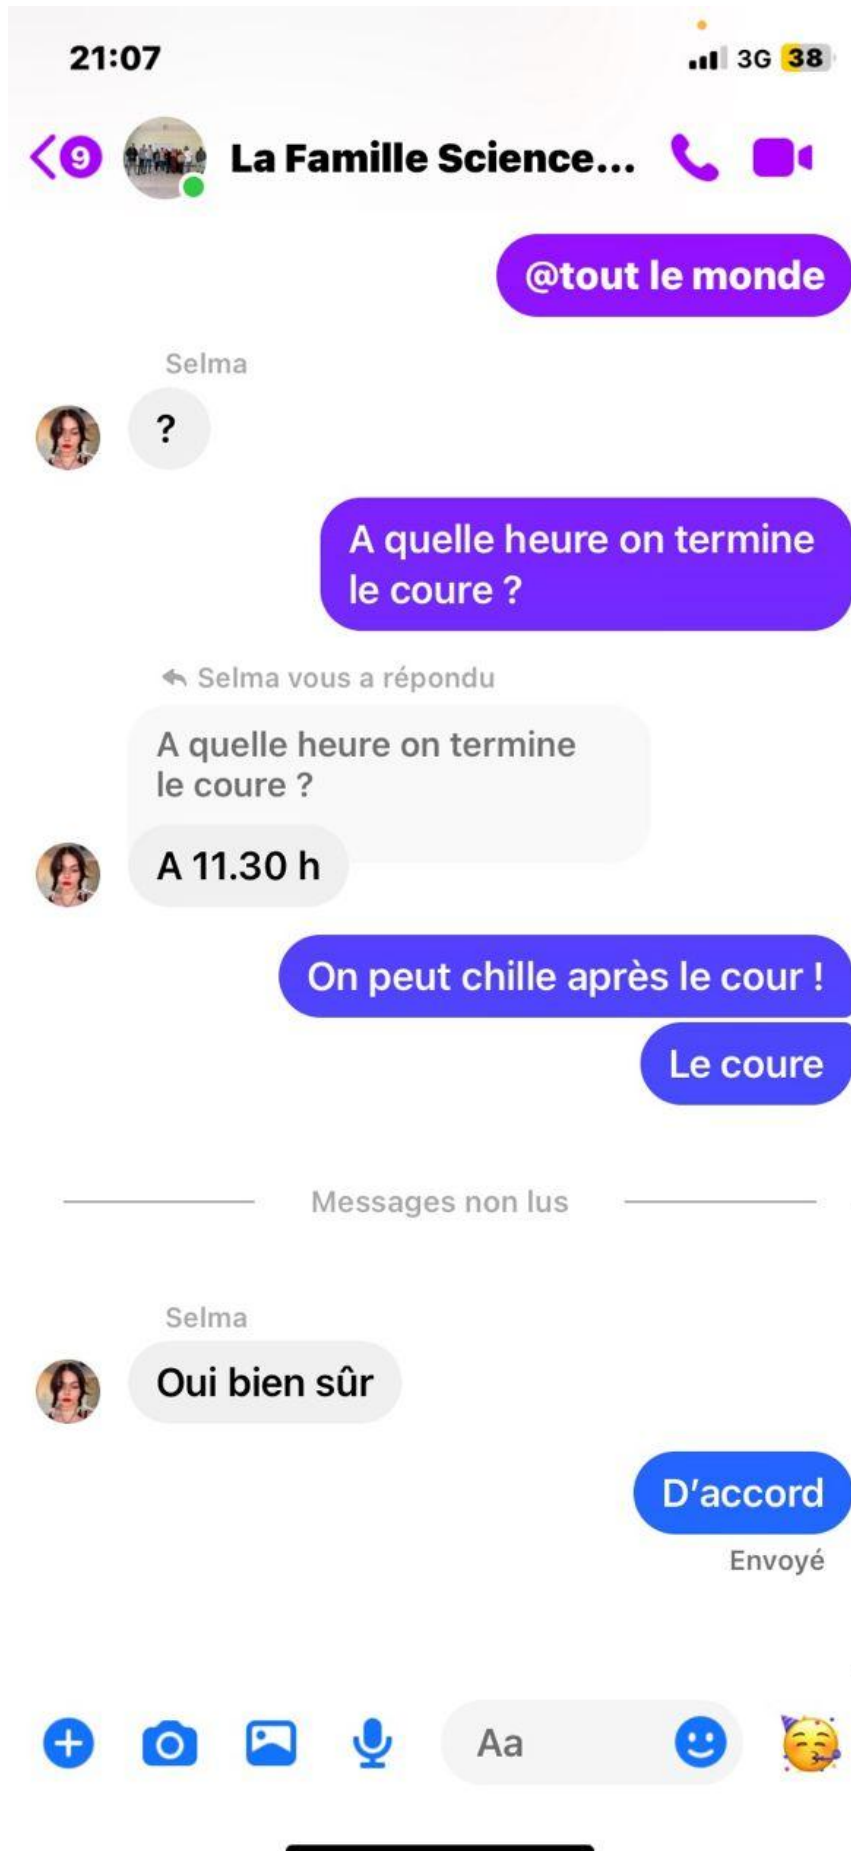 21:07
3G 38
9
La Famille Science...
@tout le monde
Selma
?
A quelle heure on termine
le coure ?
Selma vous a répondu
A quelle heure on termine
le coure ?
A 11.30 h
On peut chille après le cour !
Le coure
Messages non lus
Selma
Oui bien sûr
D’accord
Envoyé
Aa